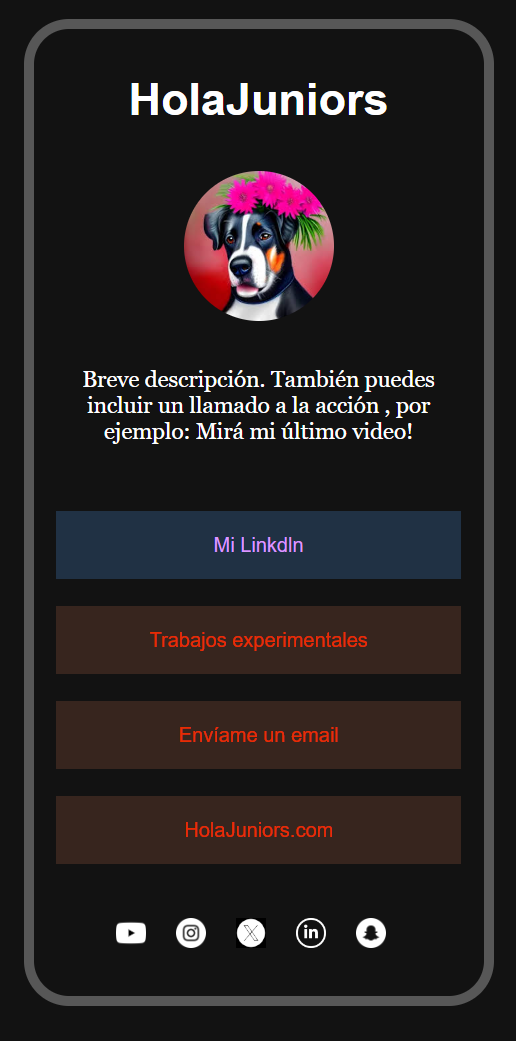 HolaJuniors
Breve descripción. También puedes
incluir un llamado a la acción , por
ejemplo: Mirá mi último video!
Mi LinkdIn
Trabajos experimentales
Envíame un email
HolaJuniors.com